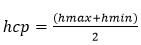 hcp = (hmax+hmin) / 2